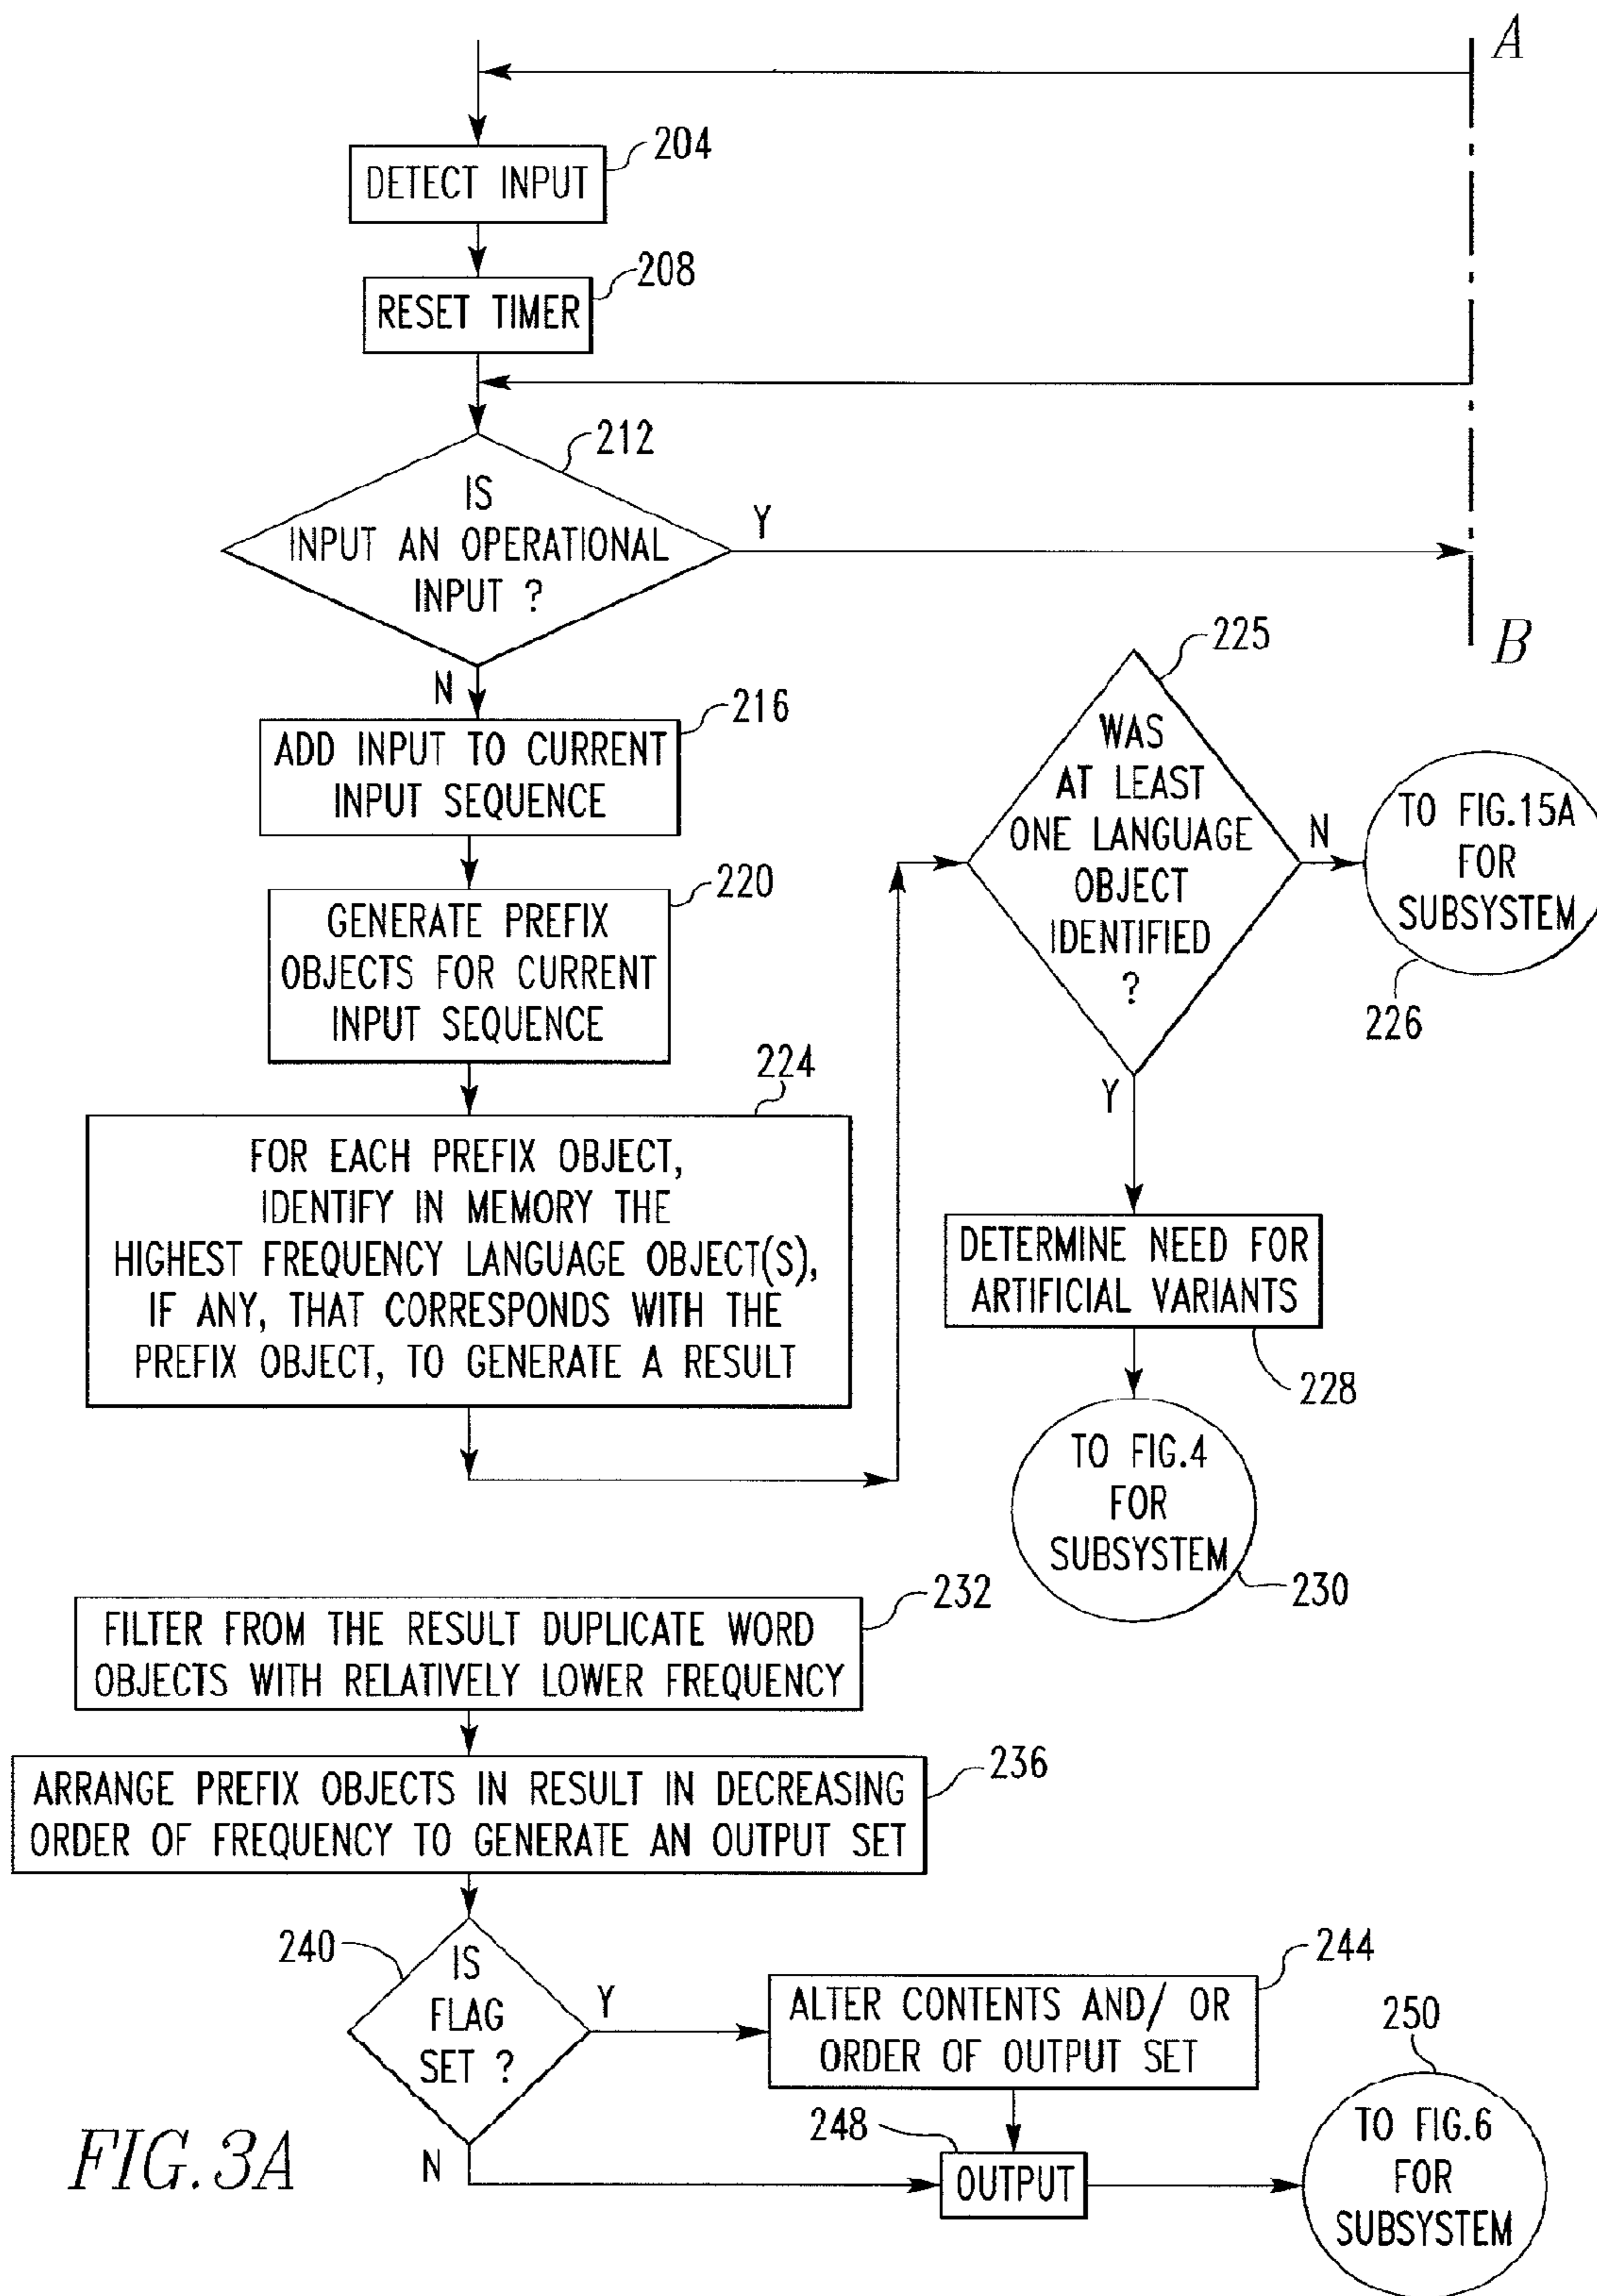 A
204
DETECT INPUT
208
RESET TIMER
212
IS
INPUT AN OPERATIONAL
INPUT ?
Y
B
N
216
ADD INPUT TO CURRENT
INPUT SEQUENCE
220
GENERATE PREFIX
OBJECTS FOR CURRENT
INPUT SEQUENCE
224
FOR EACH PREFIX OBJECT,
IDENTIFY IN MEMORY THE
HIGHEST FREQUENCY LANGUAGE OBJECT(S),
IF ANY, THAT CORRESPONDS WITH THE
PREFIX OBJECT, TO GENERATE A RESULT
225
WAS
AT LEAST
ONE LANGUAGE
OBJECT
IDENTIFIED
?
N
TO FIG.15A
FOR
SUBSYSTEM
226
Y
DETERMINE NEED FOR
ARTIFICIAL VARIANTS
228
TO FIG.4
FOR
SUBSYSTEM
230
232
FILTER FROM THE RESULT DUPLICATE WORD
OBJECTS WITH RELATIVELY LOWER FREQUENCY
236
ARRANGE PREFIX OBJECTS IN RESULT IN DECREASING
ORDER OF FREQUENCY TO GENERATE AN OUTPUT SET
240
IS
FLAG
SET ?
Y
244
ALTER CONTENTS AND/ OR
ORDER OF OUTPUT SET
N
248
OUTPUT
250
TO FIG.6
FOR
SUBSYSTEM
FIG.3A